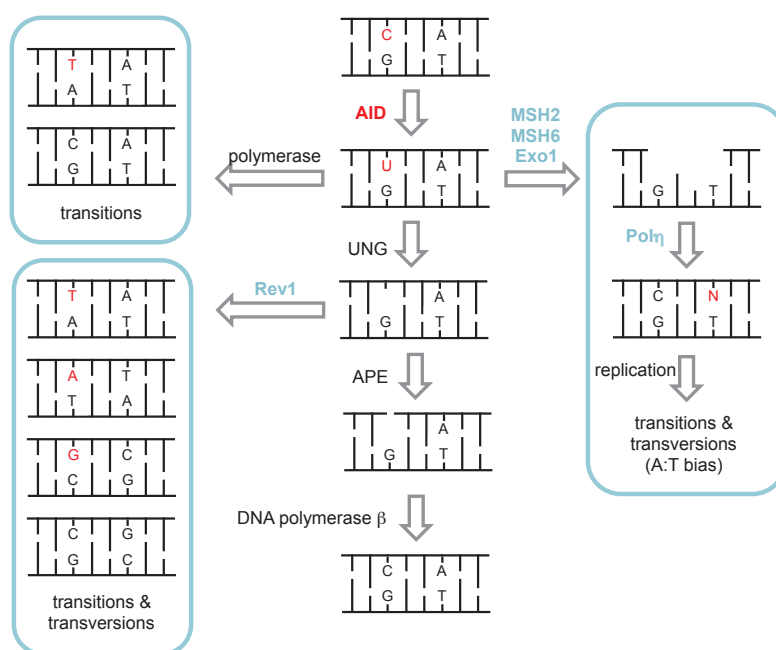 C A
G T
AID
MSH2
MSH6
Exo1
T A
A T
C A
G T
transitions
polymerase
U A
G T
G T
Polη
C N
G T
replication
transitions &
transversions
(A:T bias)
UNG
Rev1
A
G T
T A
A T
A T
T A
G C
C G
C G
G C
transitions &
transversions
APE
A
G T
DNA polymerase β
C A
G T